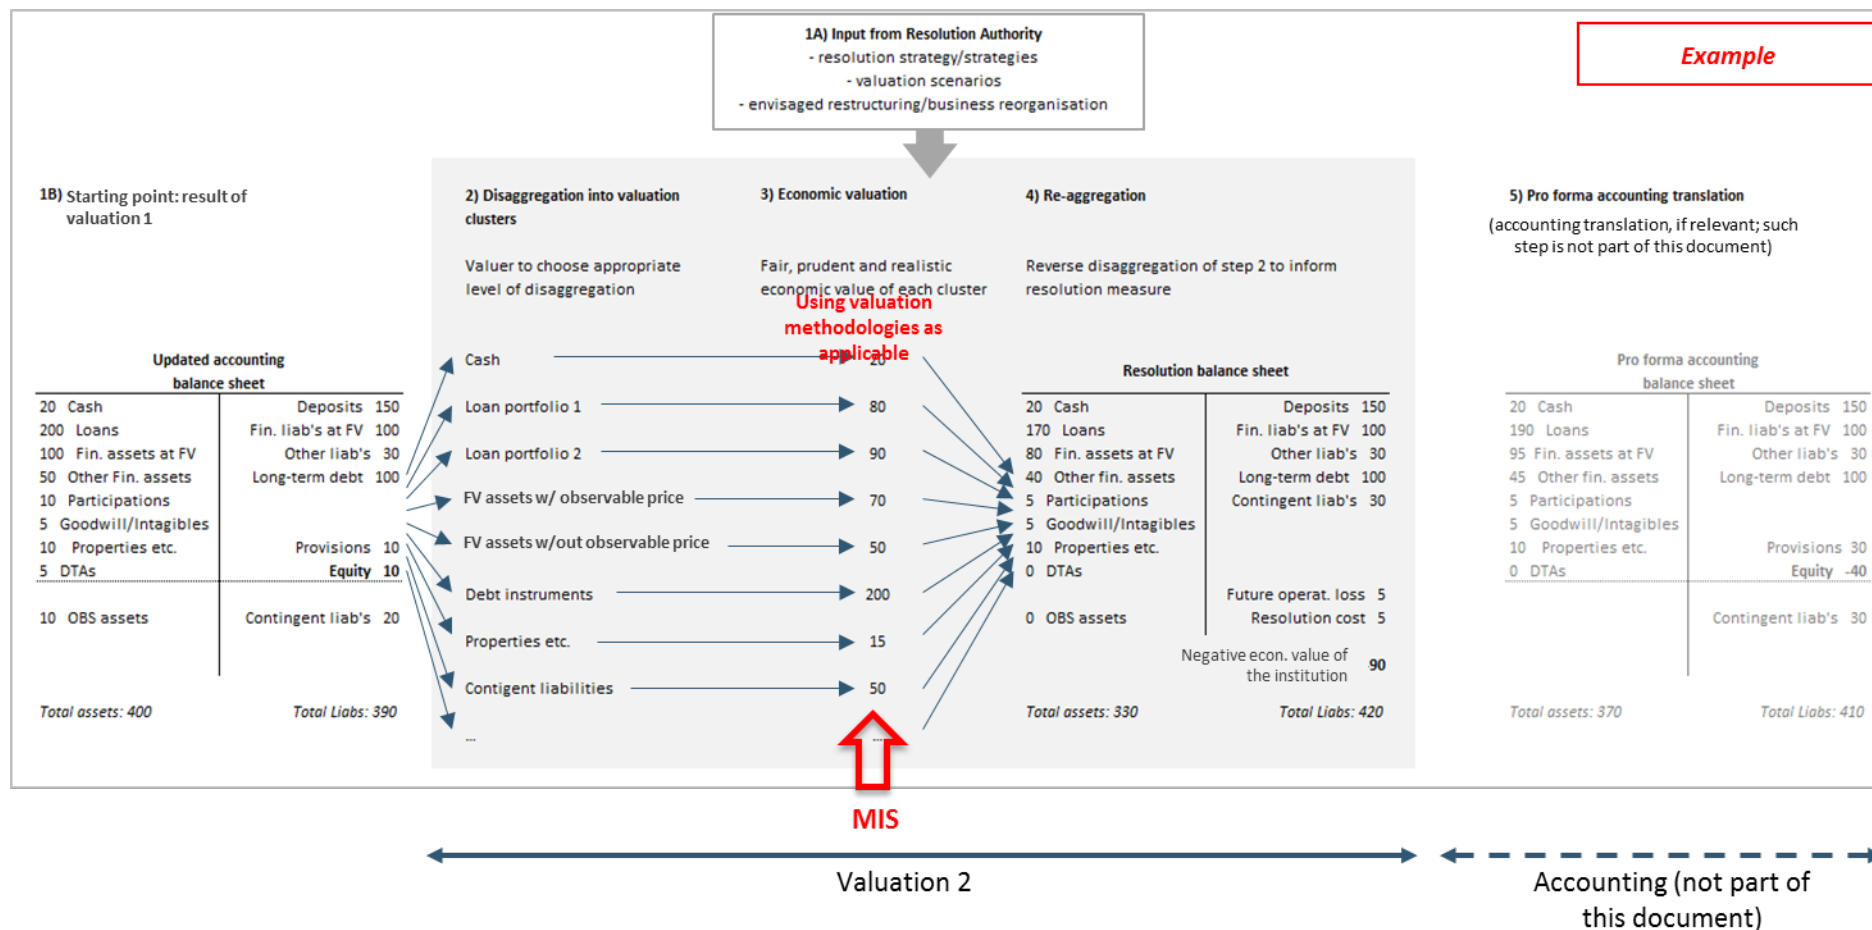 1A) Input from Resolution Authority
- resolution strategy/strategies
- valuation scenarios
- envisaged restructuring/business reorganisation
Example
1B) Starting point: result of
valuation 1
Updated accounting
balance sheet
20 Cash
Deposits 150
200 Loans
Fin. liab's at FV 100
100 Fin. assets at FV
Other liab's 30
50 Other Fin. assets
Long-term debt 100
10 Participations
5 Goodwill/Intagibles
10 Properties etc.
Provisions 10
5 DTAs
Equity 10
10 OBS assets
Contingent liab's 20
Total assets: 400
Total Liabs: 390
2) Disaggregation into valuation
clusters
Valuer to choose appropriate
level of disaggregation
Cash
Loan portfolio 1
Loan portfolio 2
FV assets w/ observable price
FV assets w/out observable price
Debt instruments
Properties etc.
Contigent liabilities
...
3) Economic valuation
Fair, prudent and realistic
economic value of each cluster
Using valuation
methodologies as
applicable
20
80
90
70
50
200
15
50
...
MIS
4) Re-aggregation
Reverse disaggregation of step 2 to inform
resolution measure
Resolution balance sheet
20 Cash
Deposits 150
170 Loans
Fin. liab's at FV 100
80 Fin. assets at FV
Other liab's 30
40 Other fin. assets
Long-term debt 100
5 Participations
Contingent liab's 30
5 Goodwill/Intagibles
10 Properties etc.
0 DTAs
Future operat. loss 5
0 OBS assets
Resolution cost 5
Negative econ. value of
the institution 90
Total assets: 330
Total Liabs: 420
5) Pro forma accounting translation
(accounting translation, if relevant; such
step is not part of this document)
Pro forma accounting
balance sheet
20 Cash
Deposits 150
190 Loans
Fin. liab's at FV 100
95 Fin. assets at FV
Other liab's 30
45 Other fin. assets
Long-term debt 100
5 Participations
5 Goodwill/Intagibles
10 Properties etc.
Provisions 30
0 DTAs
Equity -40
Contingent liab's 30
Total assets: 370
Total Liabs: 410
Valuation 2
Accounting (not part of
this document)